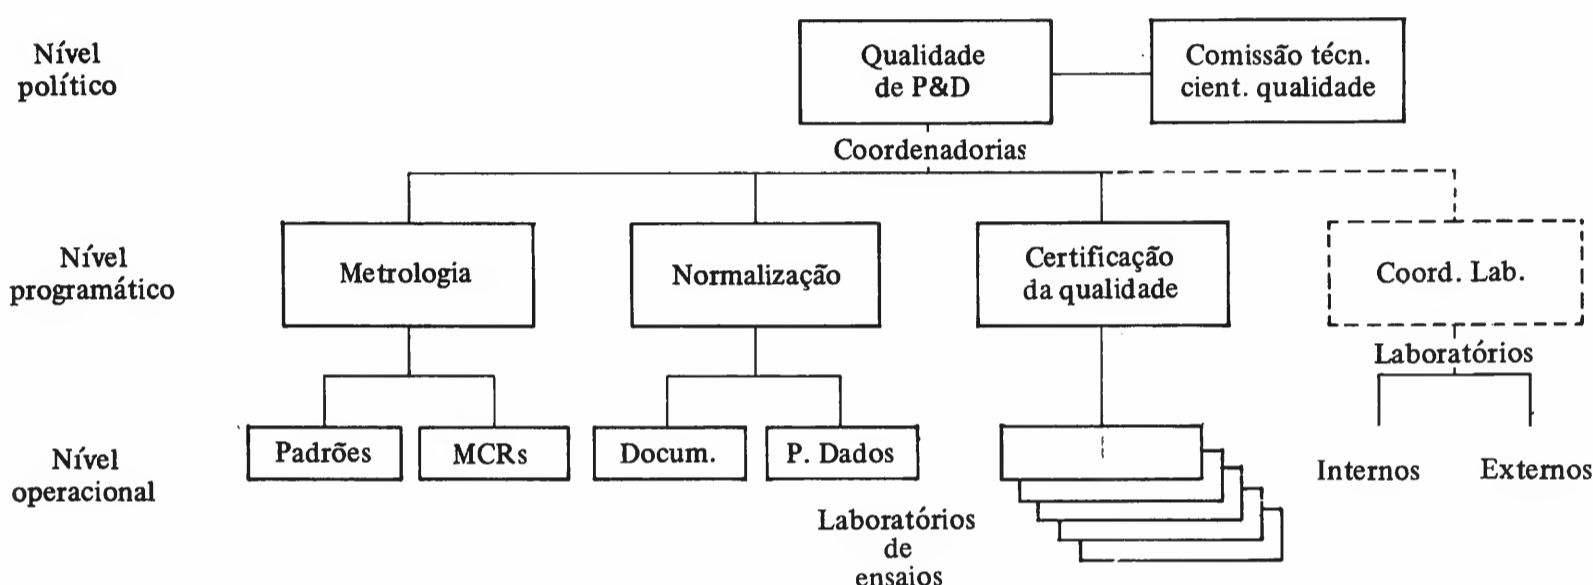 Nível
político
Qualidade
de P&D
Comissão técn.
cient. qualidade
Coordenadorias
Nível
programático
Metrologia
Normalização
Certificação
da qualidade
Coord. Lab.
Laboratórios
Nível
operacional
Padrões
MCRs
Docum.
P. Dados
Laboratórios
de
ensaios
Internos
Externos